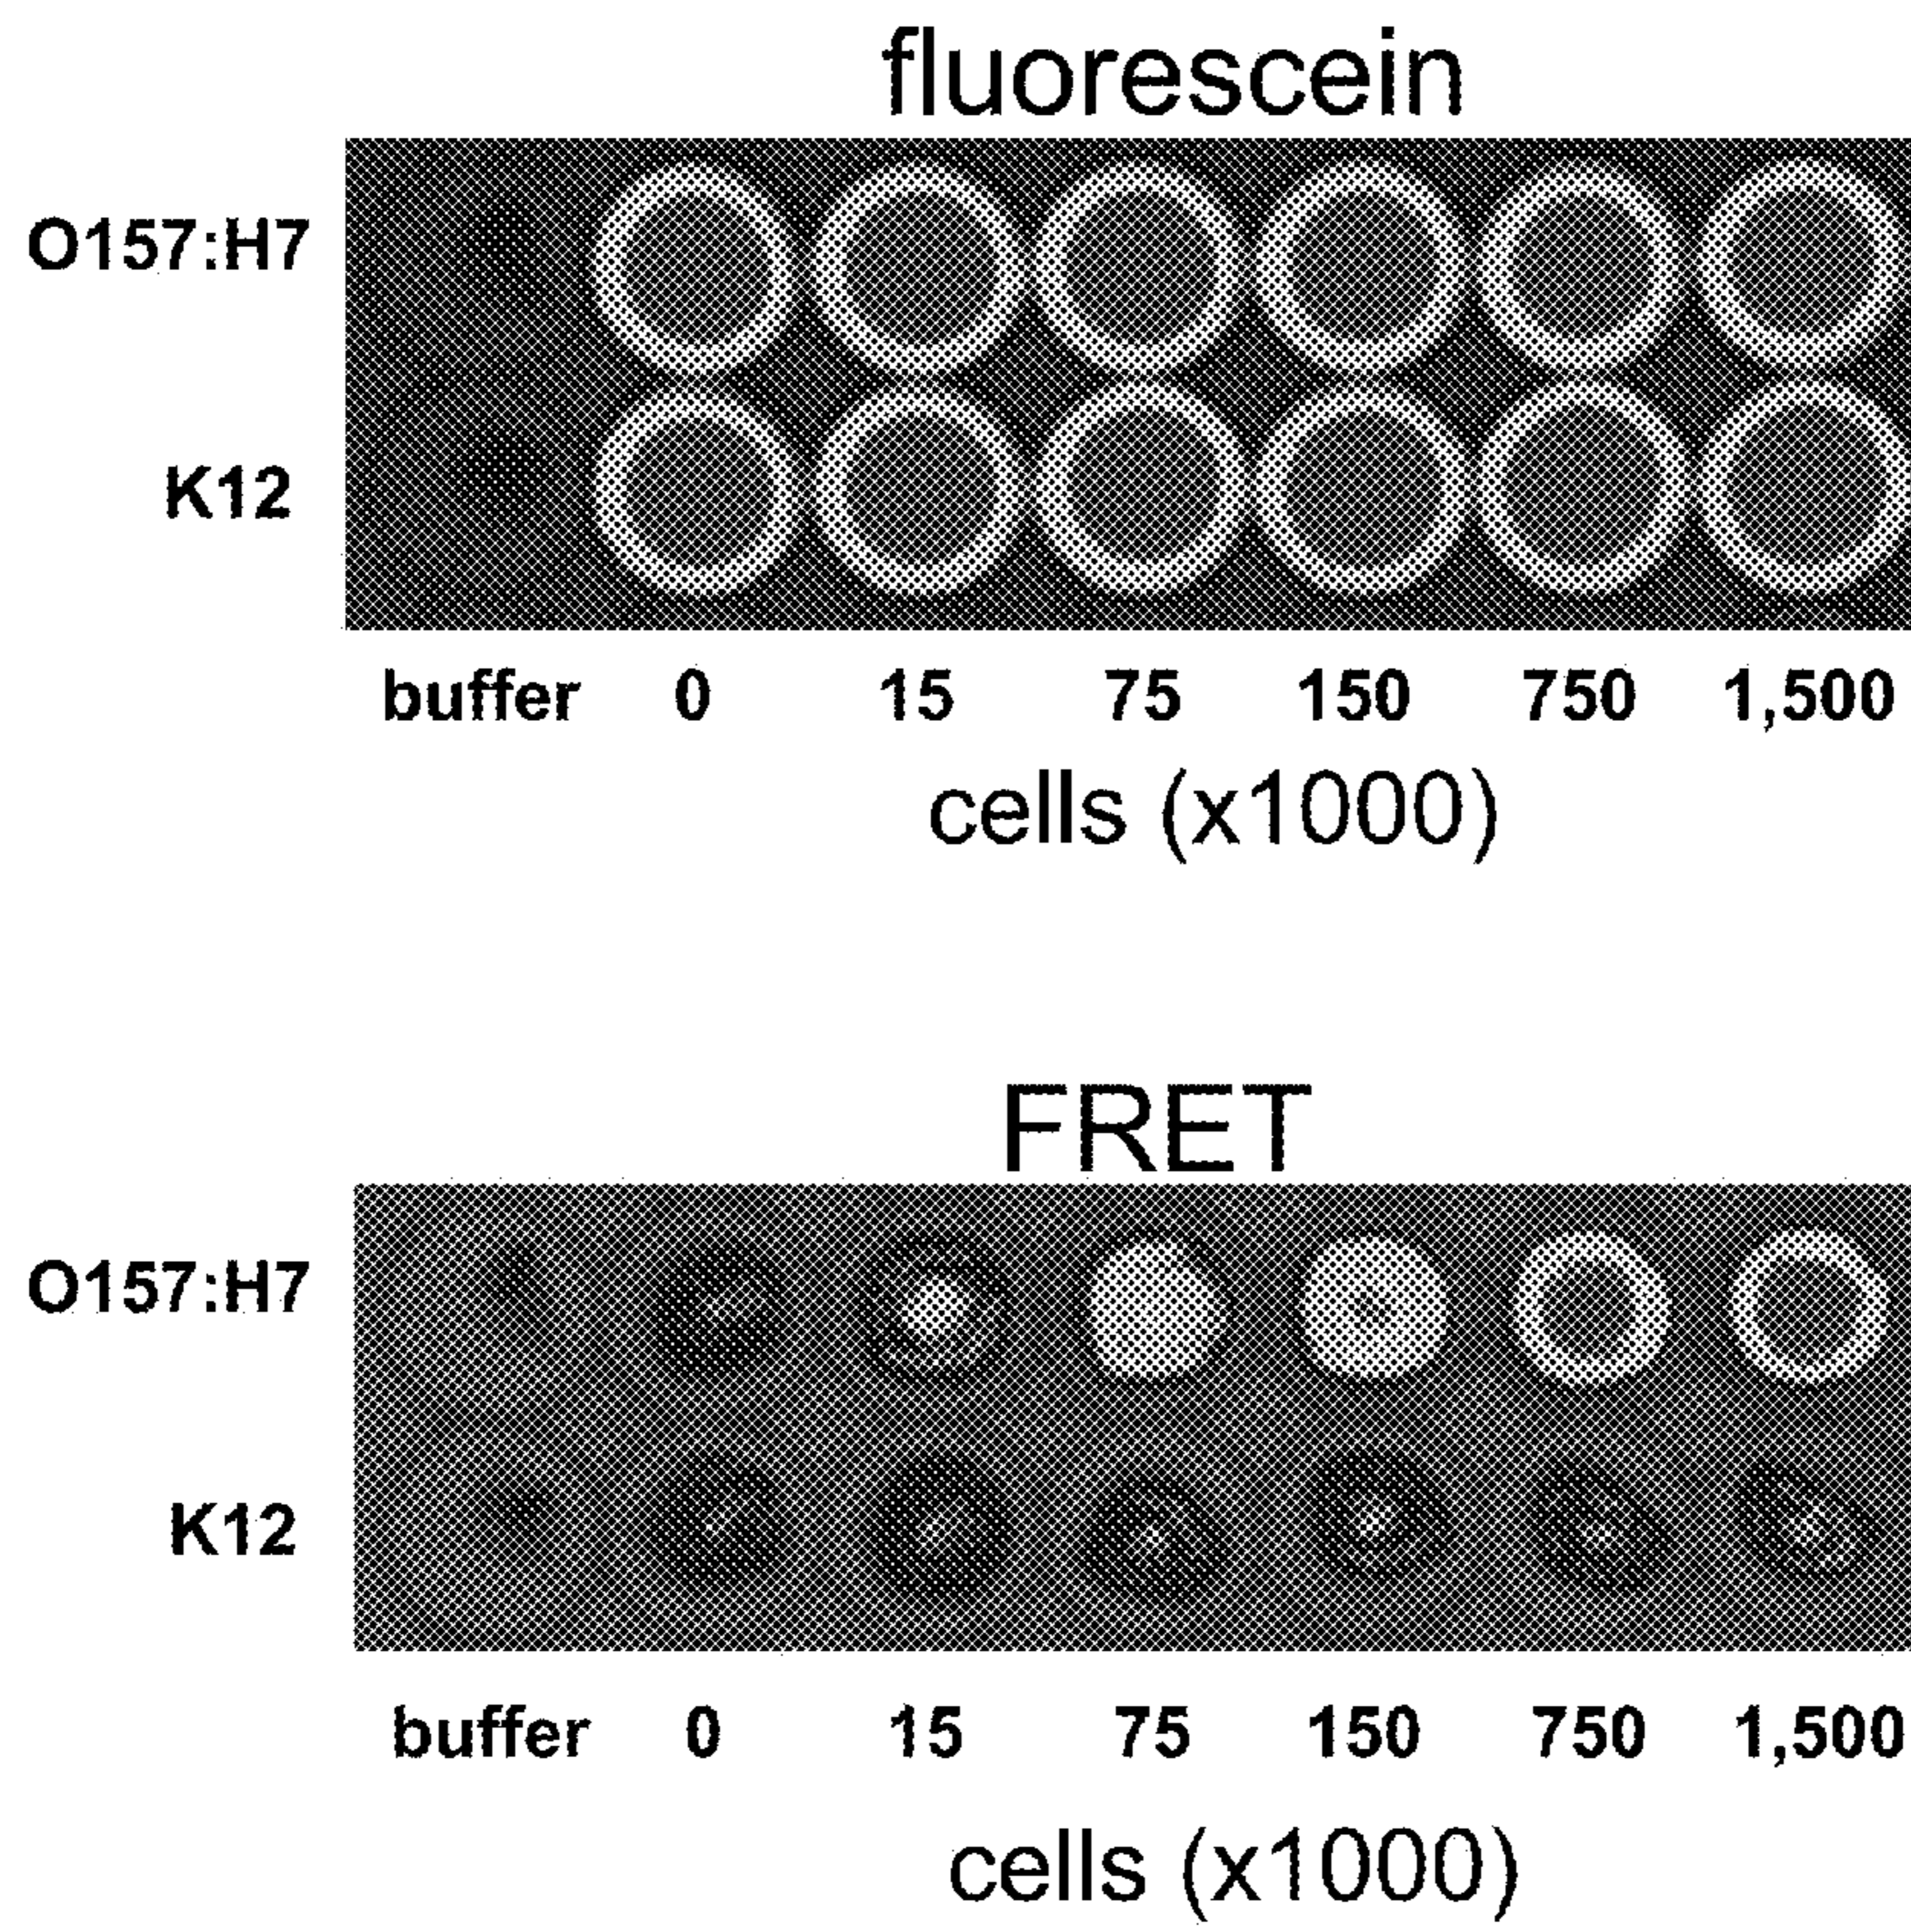 fluorescein
O157:H7
K12
buffer 0 15 75 150 750 1,500
cells (x1000)
FRET
O157:H7
K12
buffer 0 15 75 150 750 1,500
cells (x1000)